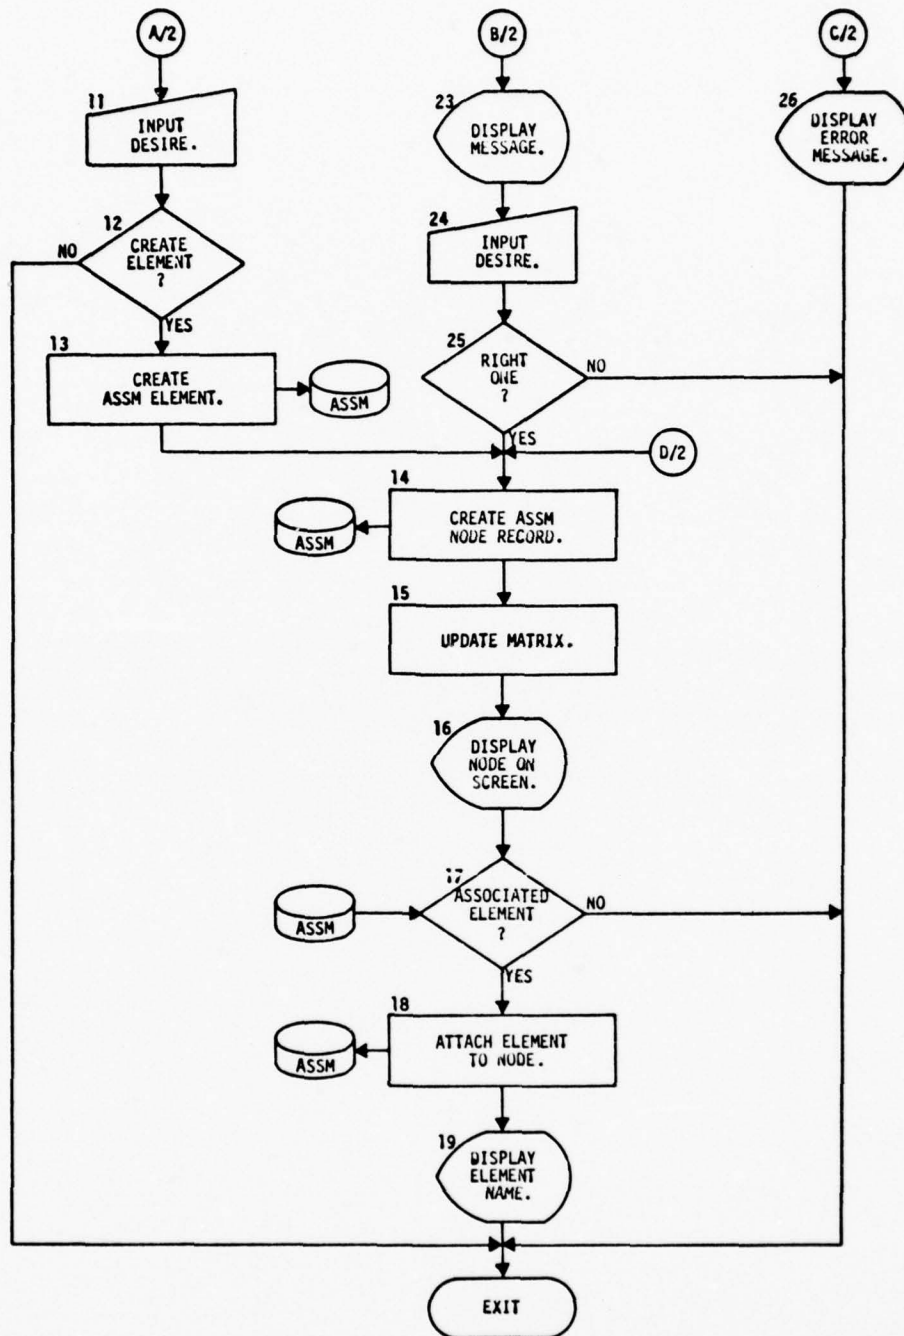 A/2
B/2
C/2
11
INPUT
DESIRE.
23
DISPLAY
MESSAGE.
26
DISPLAY
ERROR
MESSAGE.
12
CREATE
ELEMENT
?
NO
YES
24
INPUT
DESIRE.
25
RIGHT
ONE
?
NO
YES
13
CREATE
ASSM ELEMENT.
ASSM
D/2
14
CREATE ASSM
NODE RECORD.
ASSM
15
UPDATE MATRIX.
16
DISPLAY
NODE ON
SCREEN.
17
ASSOCIATED
ELEMENT
?
NO
YES
ASSM
18
ATTACH ELEMENT
TO NODE.
ASSM
19
DISPLAY
ELEMENT
NAME.
EXIT